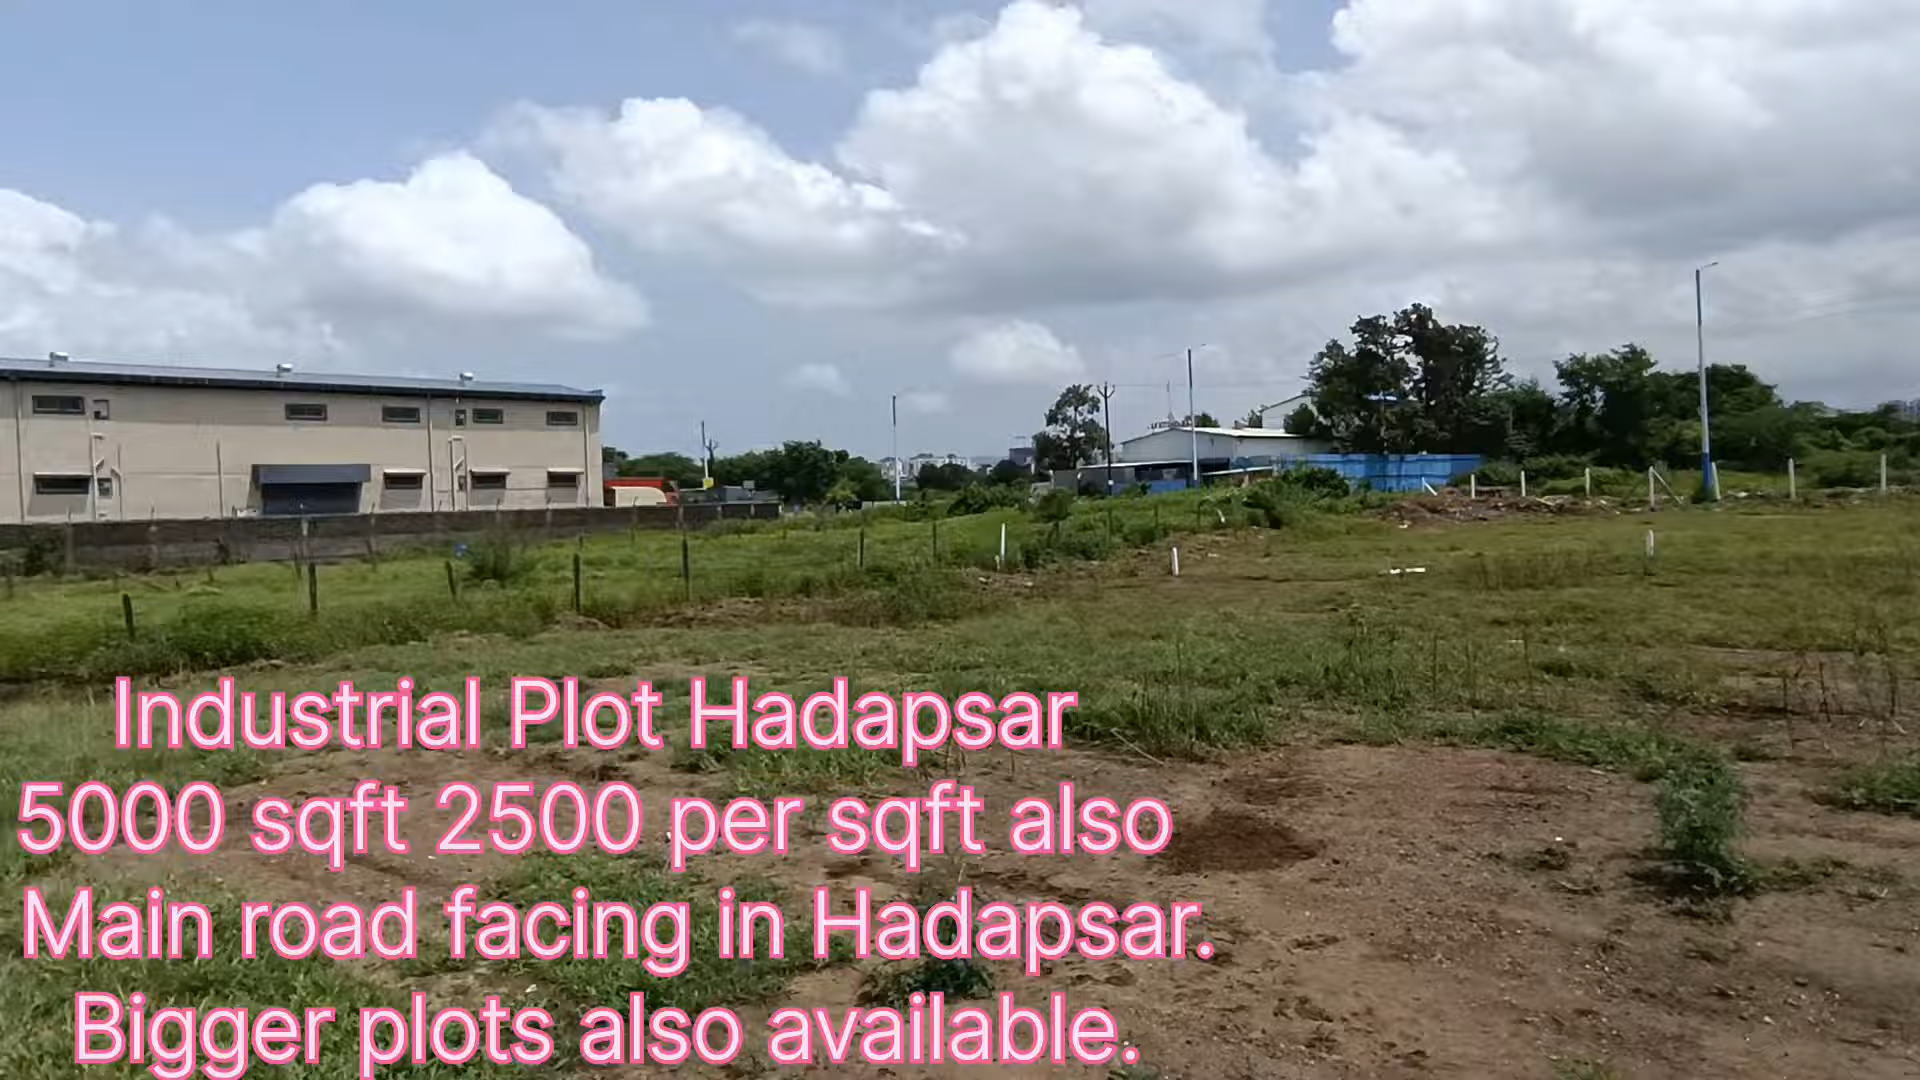 Industrial Plot Hadapsar
5000 sqft 2500 per sqft also
Main road facing in Hadapsar.
Bigger plots also available.